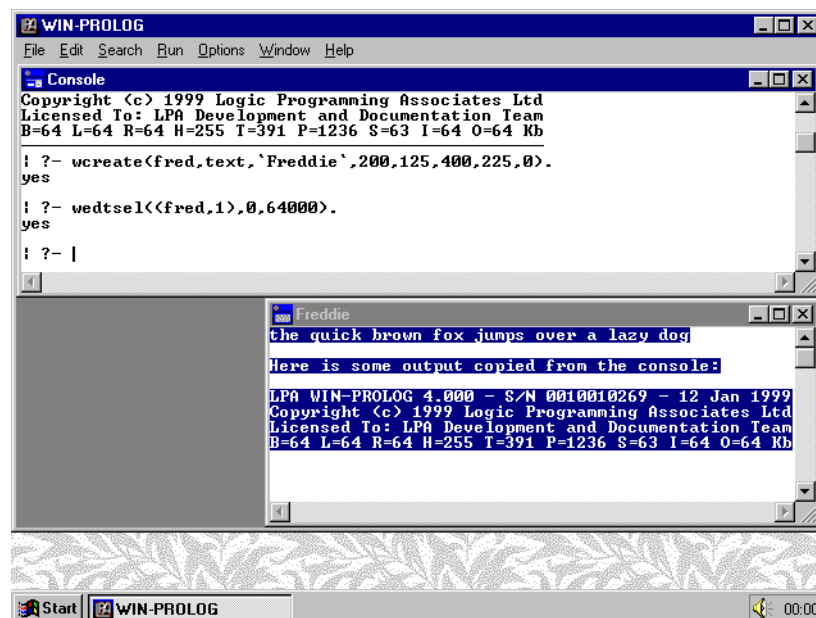 WIN-PROLOG
File Edit Search Run Options Window Help
Console
Copyright (c) 1999 Logic Programming Associates Ltd
Licensed To: LPA Development and Documentation Team
B=64 L=64 R=64 H=255 T=391 P=1236 S=63 I=64 O=64 Kb
| ?- wcreate(fred,text,`Freddie`,200,125,400,225,0).
yes
| ?- wedtsel((fred,1),0,64000).
yes
| ?- |
Freddie
the quick brown fox jumps over a lazy dog
Here is some output copied from the console:
LPA WIN-PROLOG 4.000 - S/N 0010010269 - 12 Jan 1999
Copyright (c) 1999 Logic Programming Associates Ltd
Licensed To: LPA Development and Documentation Team
B=64 L=64 R=64 H=255 T=391 P=1236 S=63 I=64 O=64 Kb
Start WIN-PROLOG 00:00